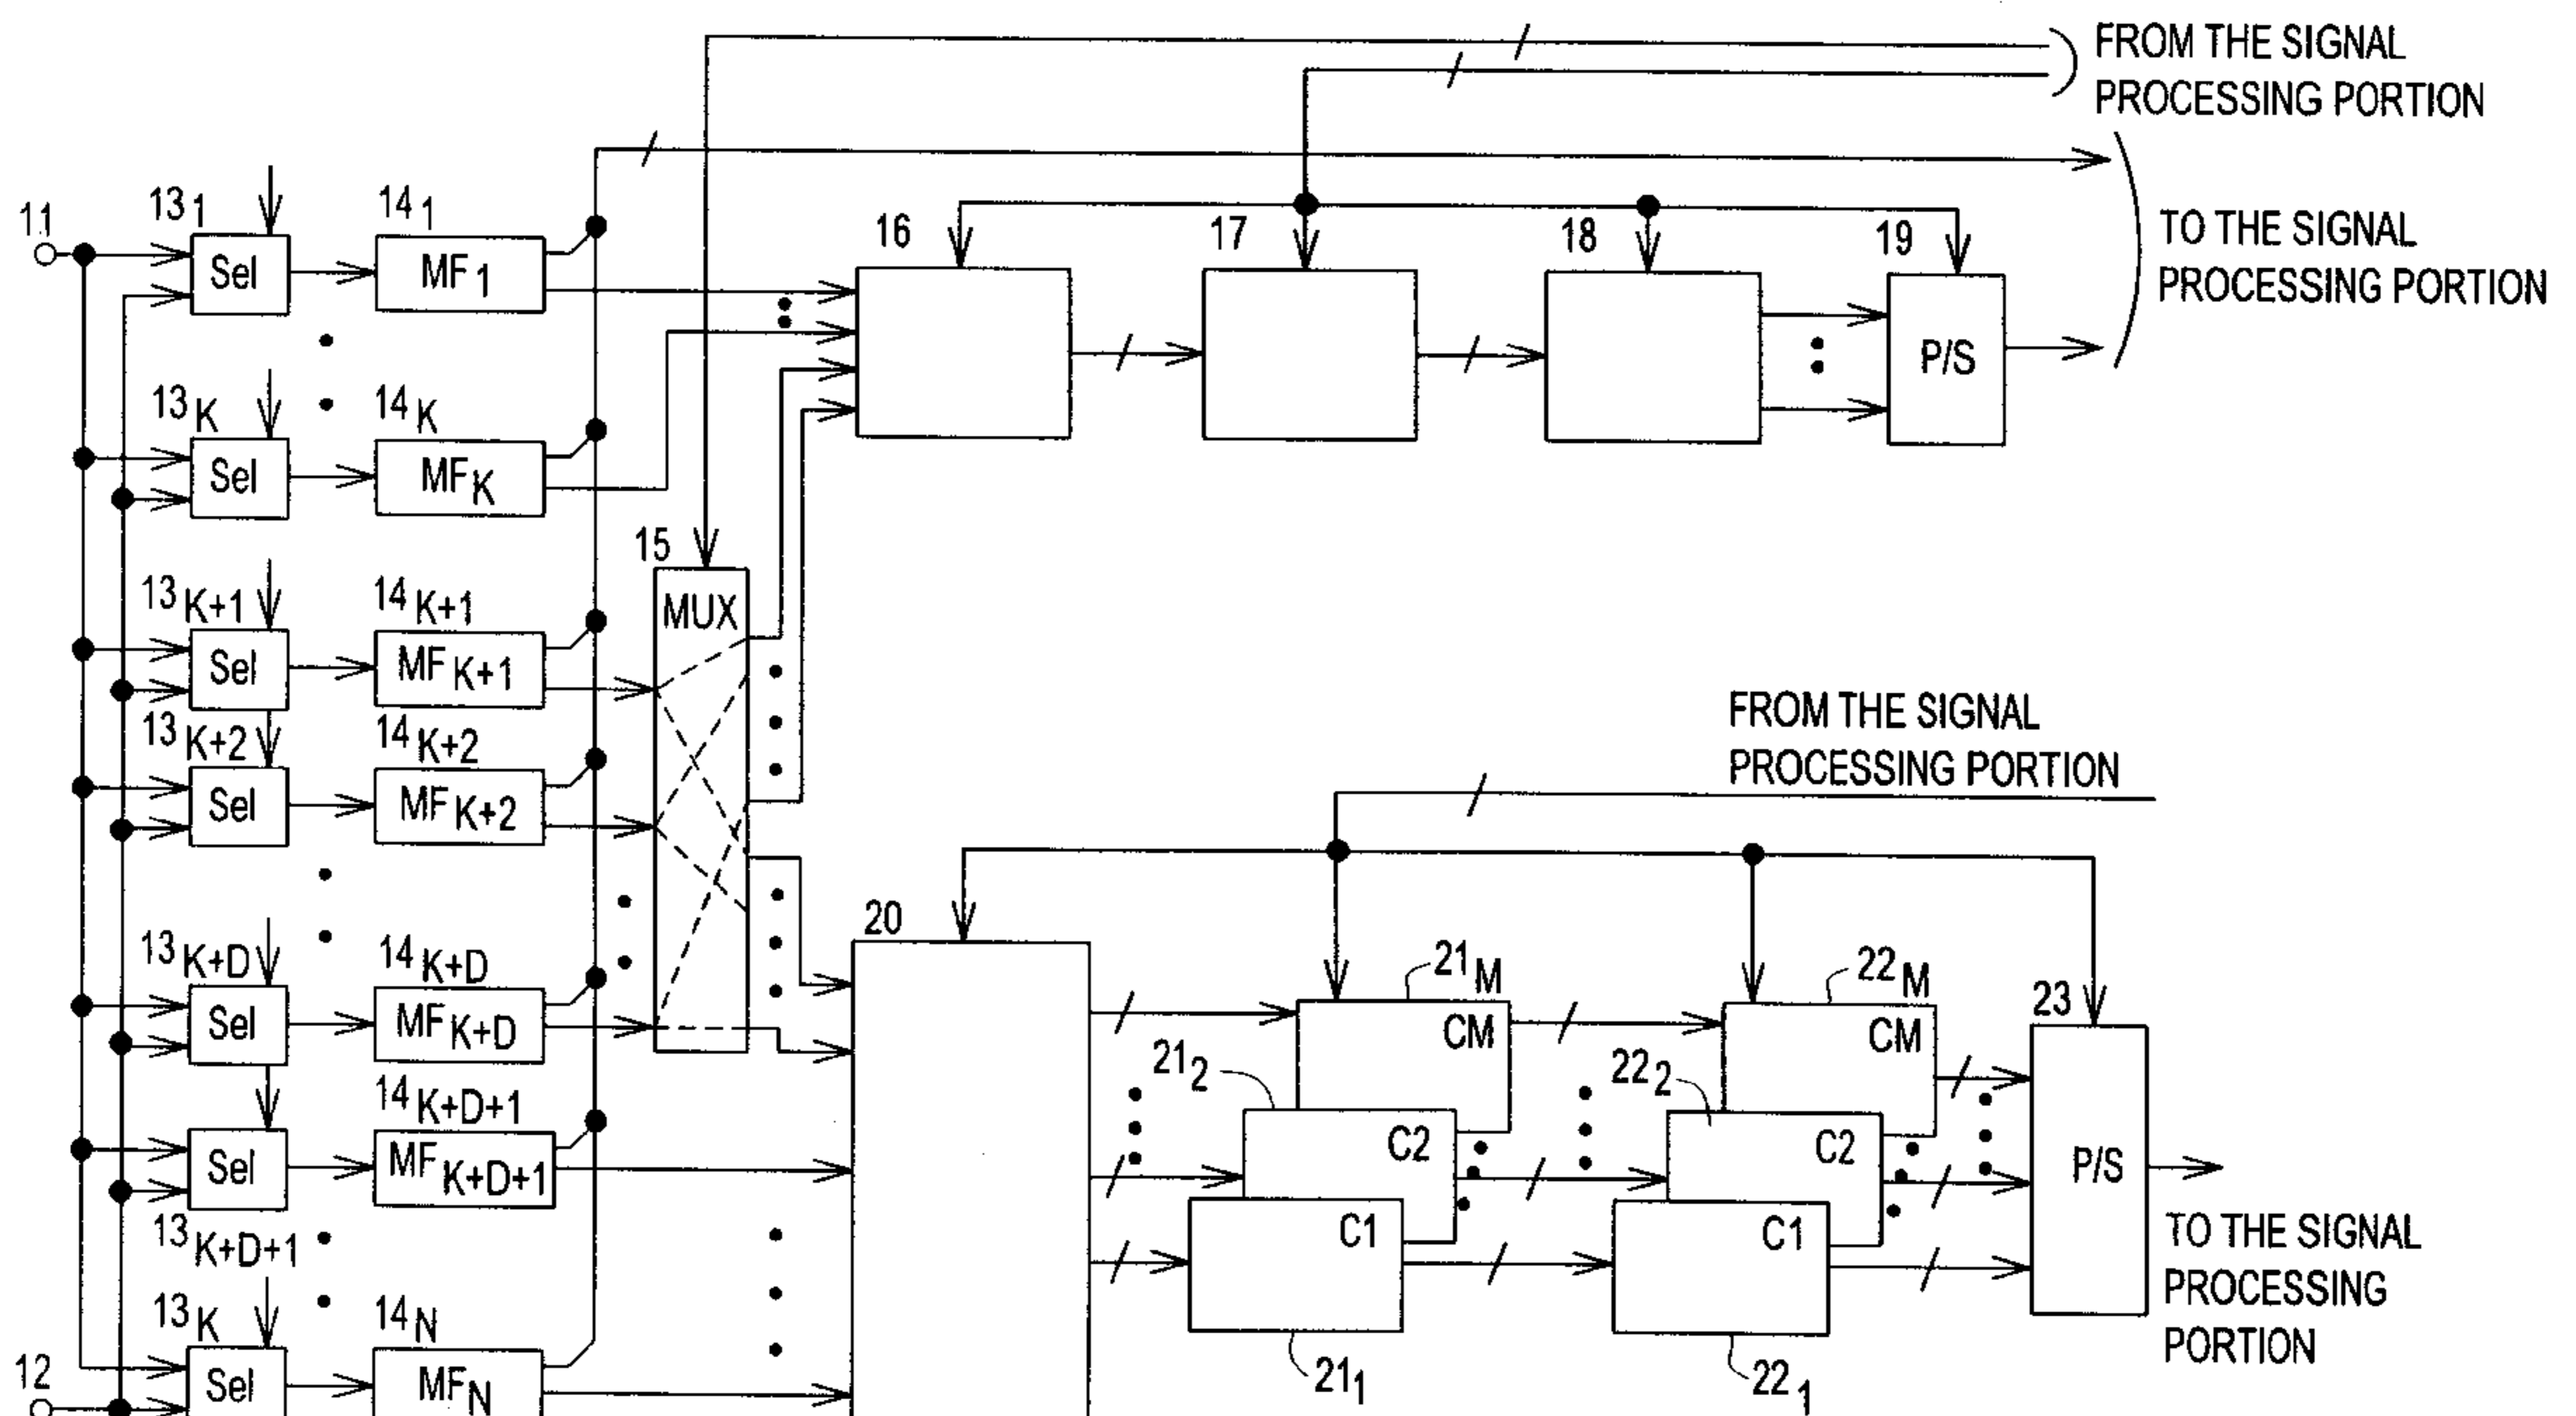 FROM THE SIGNAL
PROCESSING PORTION
TO THE SIGNAL
PROCESSING PORTION
11
13 1
14 1
Sel
MF 1
16
17
18
19
P/S
13 K
14 K
Sel
MF K
15
MUX
13 K+1
14 K+1
Sel
MF K+1
13 K+2
14 K+2
Sel
MF K+2
FROM THE SIGNAL
PROCESSING PORTION
13 K+D
14 K+D
Sel
MF K+D
20
21 M
CM
22 M
CM
23
21 2
C2
22 2
C2
P/S
14 K+D+1
Sel
MF K+D+1
13 K+D+1
C1
C1
21 1
22 1
TO THE SIGNAL
PROCESSING
PORTION
13 K
14 N
12
Sel
MF N